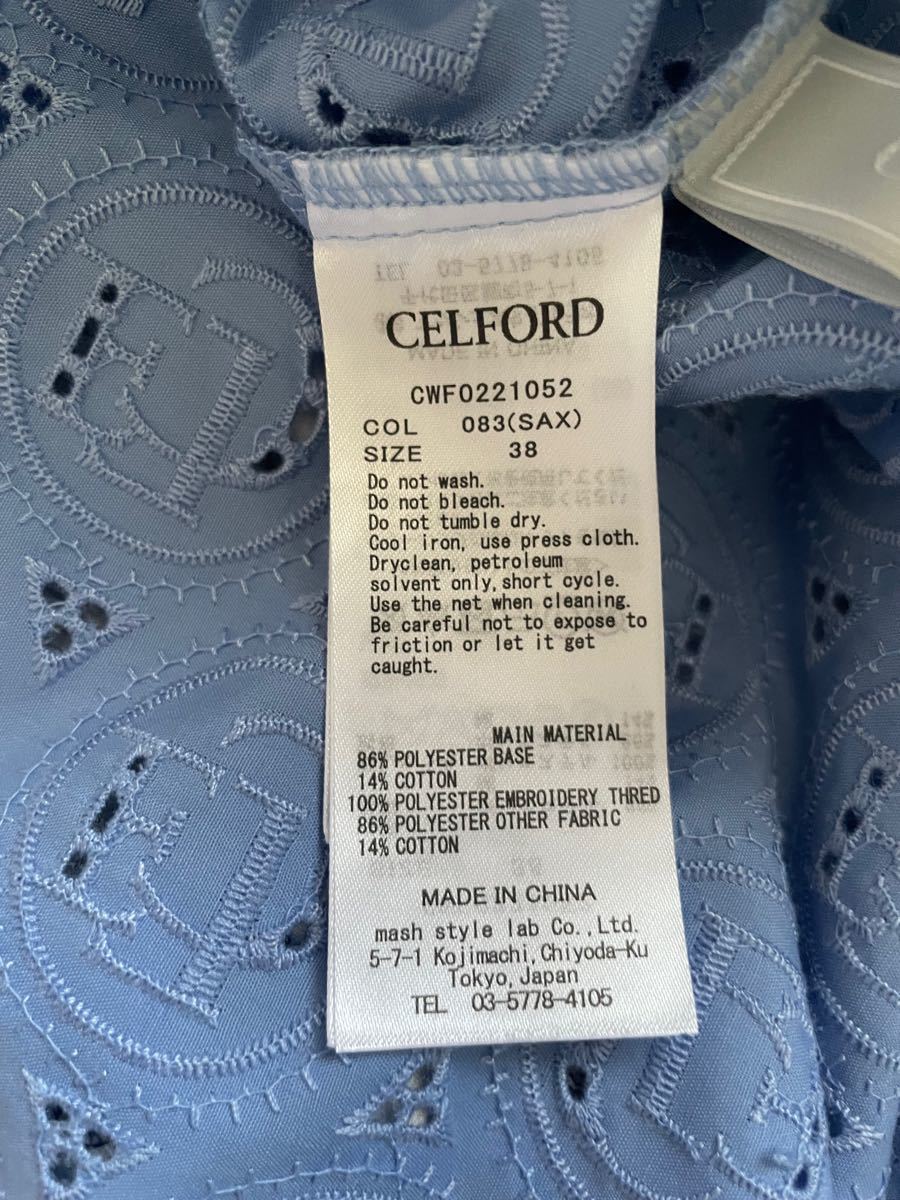 CELFORD
CWF0221052
COL 083(SAX)
SIZE 38
Do not wash.
Do not bleach.
Do not tumble dry.
Cool iron, use press cloth.
Dryclean, petroleum
solvent only, short cycle.
Use the net when cleaning.
Be careful not to expose to
friction or let it get
caught.
MAIN MATERIAL
86% POLYESTER BASE
14% COTTON
100% POLYESTER EMBROIDERY THRED
86% POLYESTER OTHER FABRIC
14% COTTON
MADE IN CHINA
mash style lab Co.,Ltd.
5-7-1 Kojimachi, Chiyoda-Ku
Tokyo, Japan
TEL 03-5778-4105